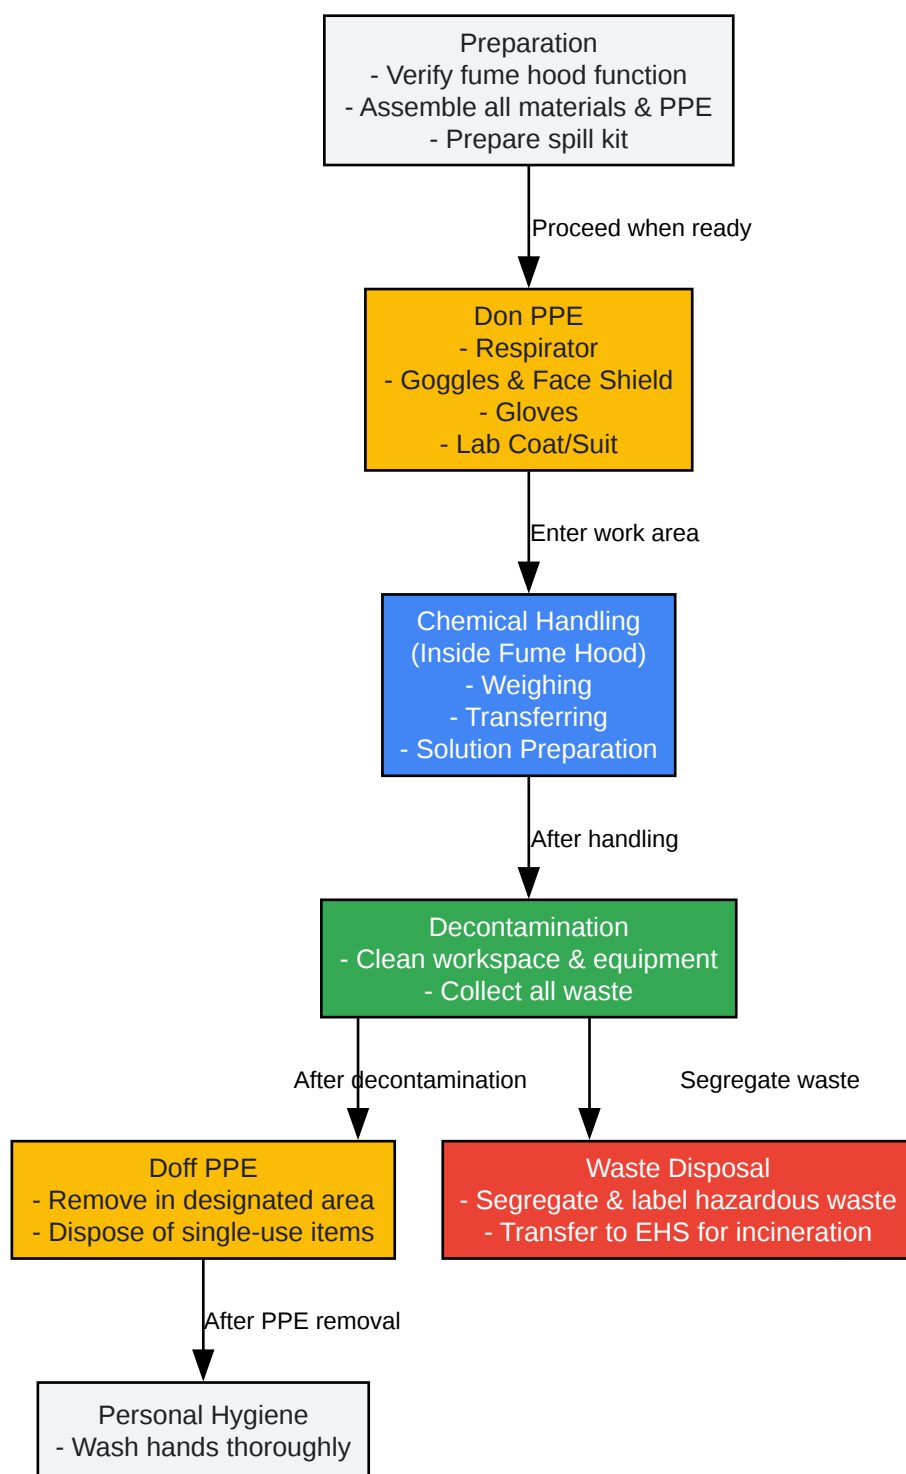 Preparation
- Verify fume hood function
- Assemble all materials & PPE
- Prepare spill kit
Proceed when ready
Don PPE
- Respirator
- Goggles & Face Shield
- Gloves
- Lab Coat/Suit
Enter work area
Chemical Handling
(Inside Fume Hood)
- Weighing
- Transferring
- Solution Preparation
After handling
Decontamination
- Clean workspace & equipment
- Collect all waste
After decontamination
Segregate waste
Doff PPE
- Remove in designated area
- Dispose of single-use items
Waste Disposal
- Segregate & label hazardous waste
- Transfer to EHS for incineration
After PPE removal
Personal Hygiene
- Wash hands thoroughly